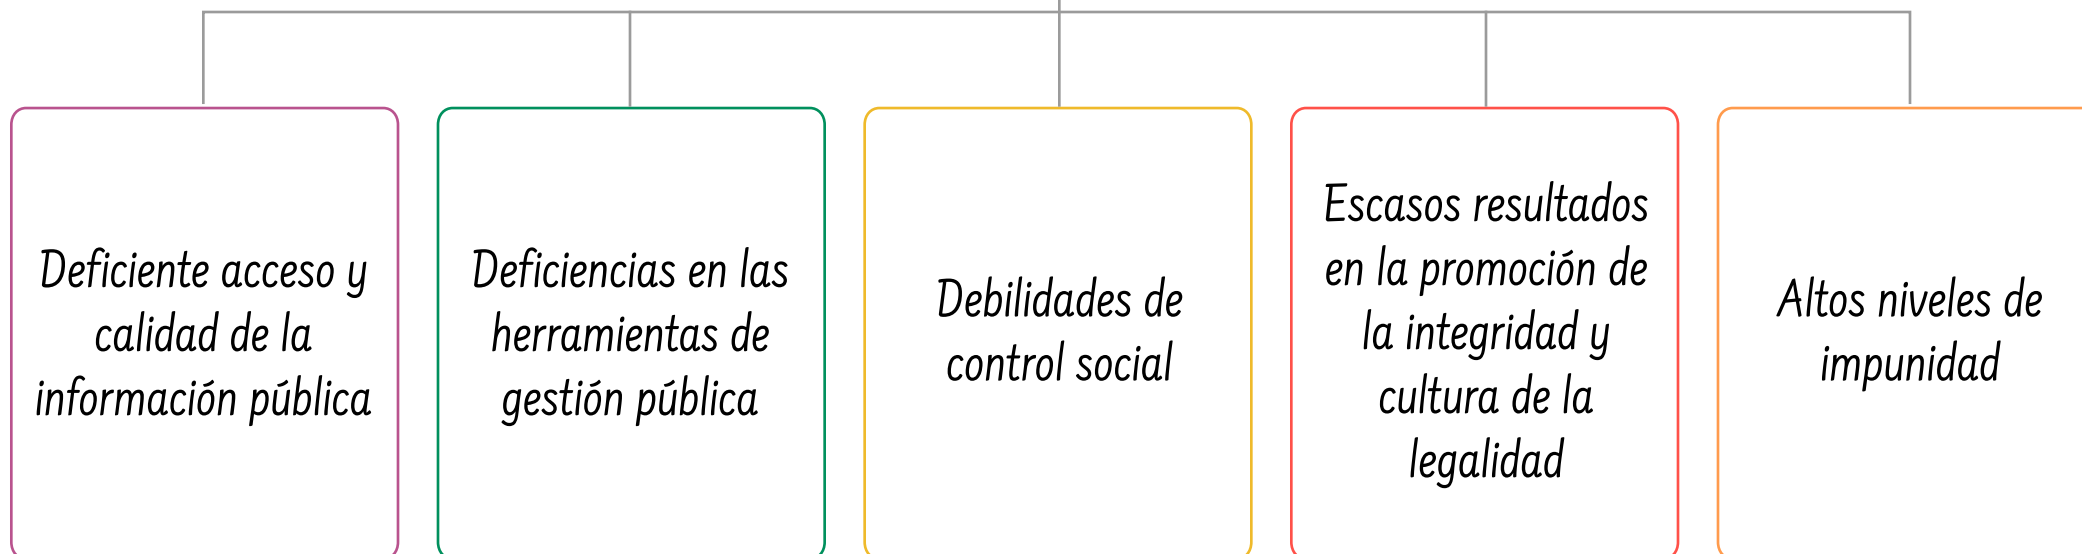 Deficiente acceso y
calidad de la
información pública
Deficiencias en las
herramientas de
gestión pública
Debilidades de
control social
Escasos resultados
en la promoción de
la integridad y
cultura de la
legalidad
Altos niveles de
impunidad